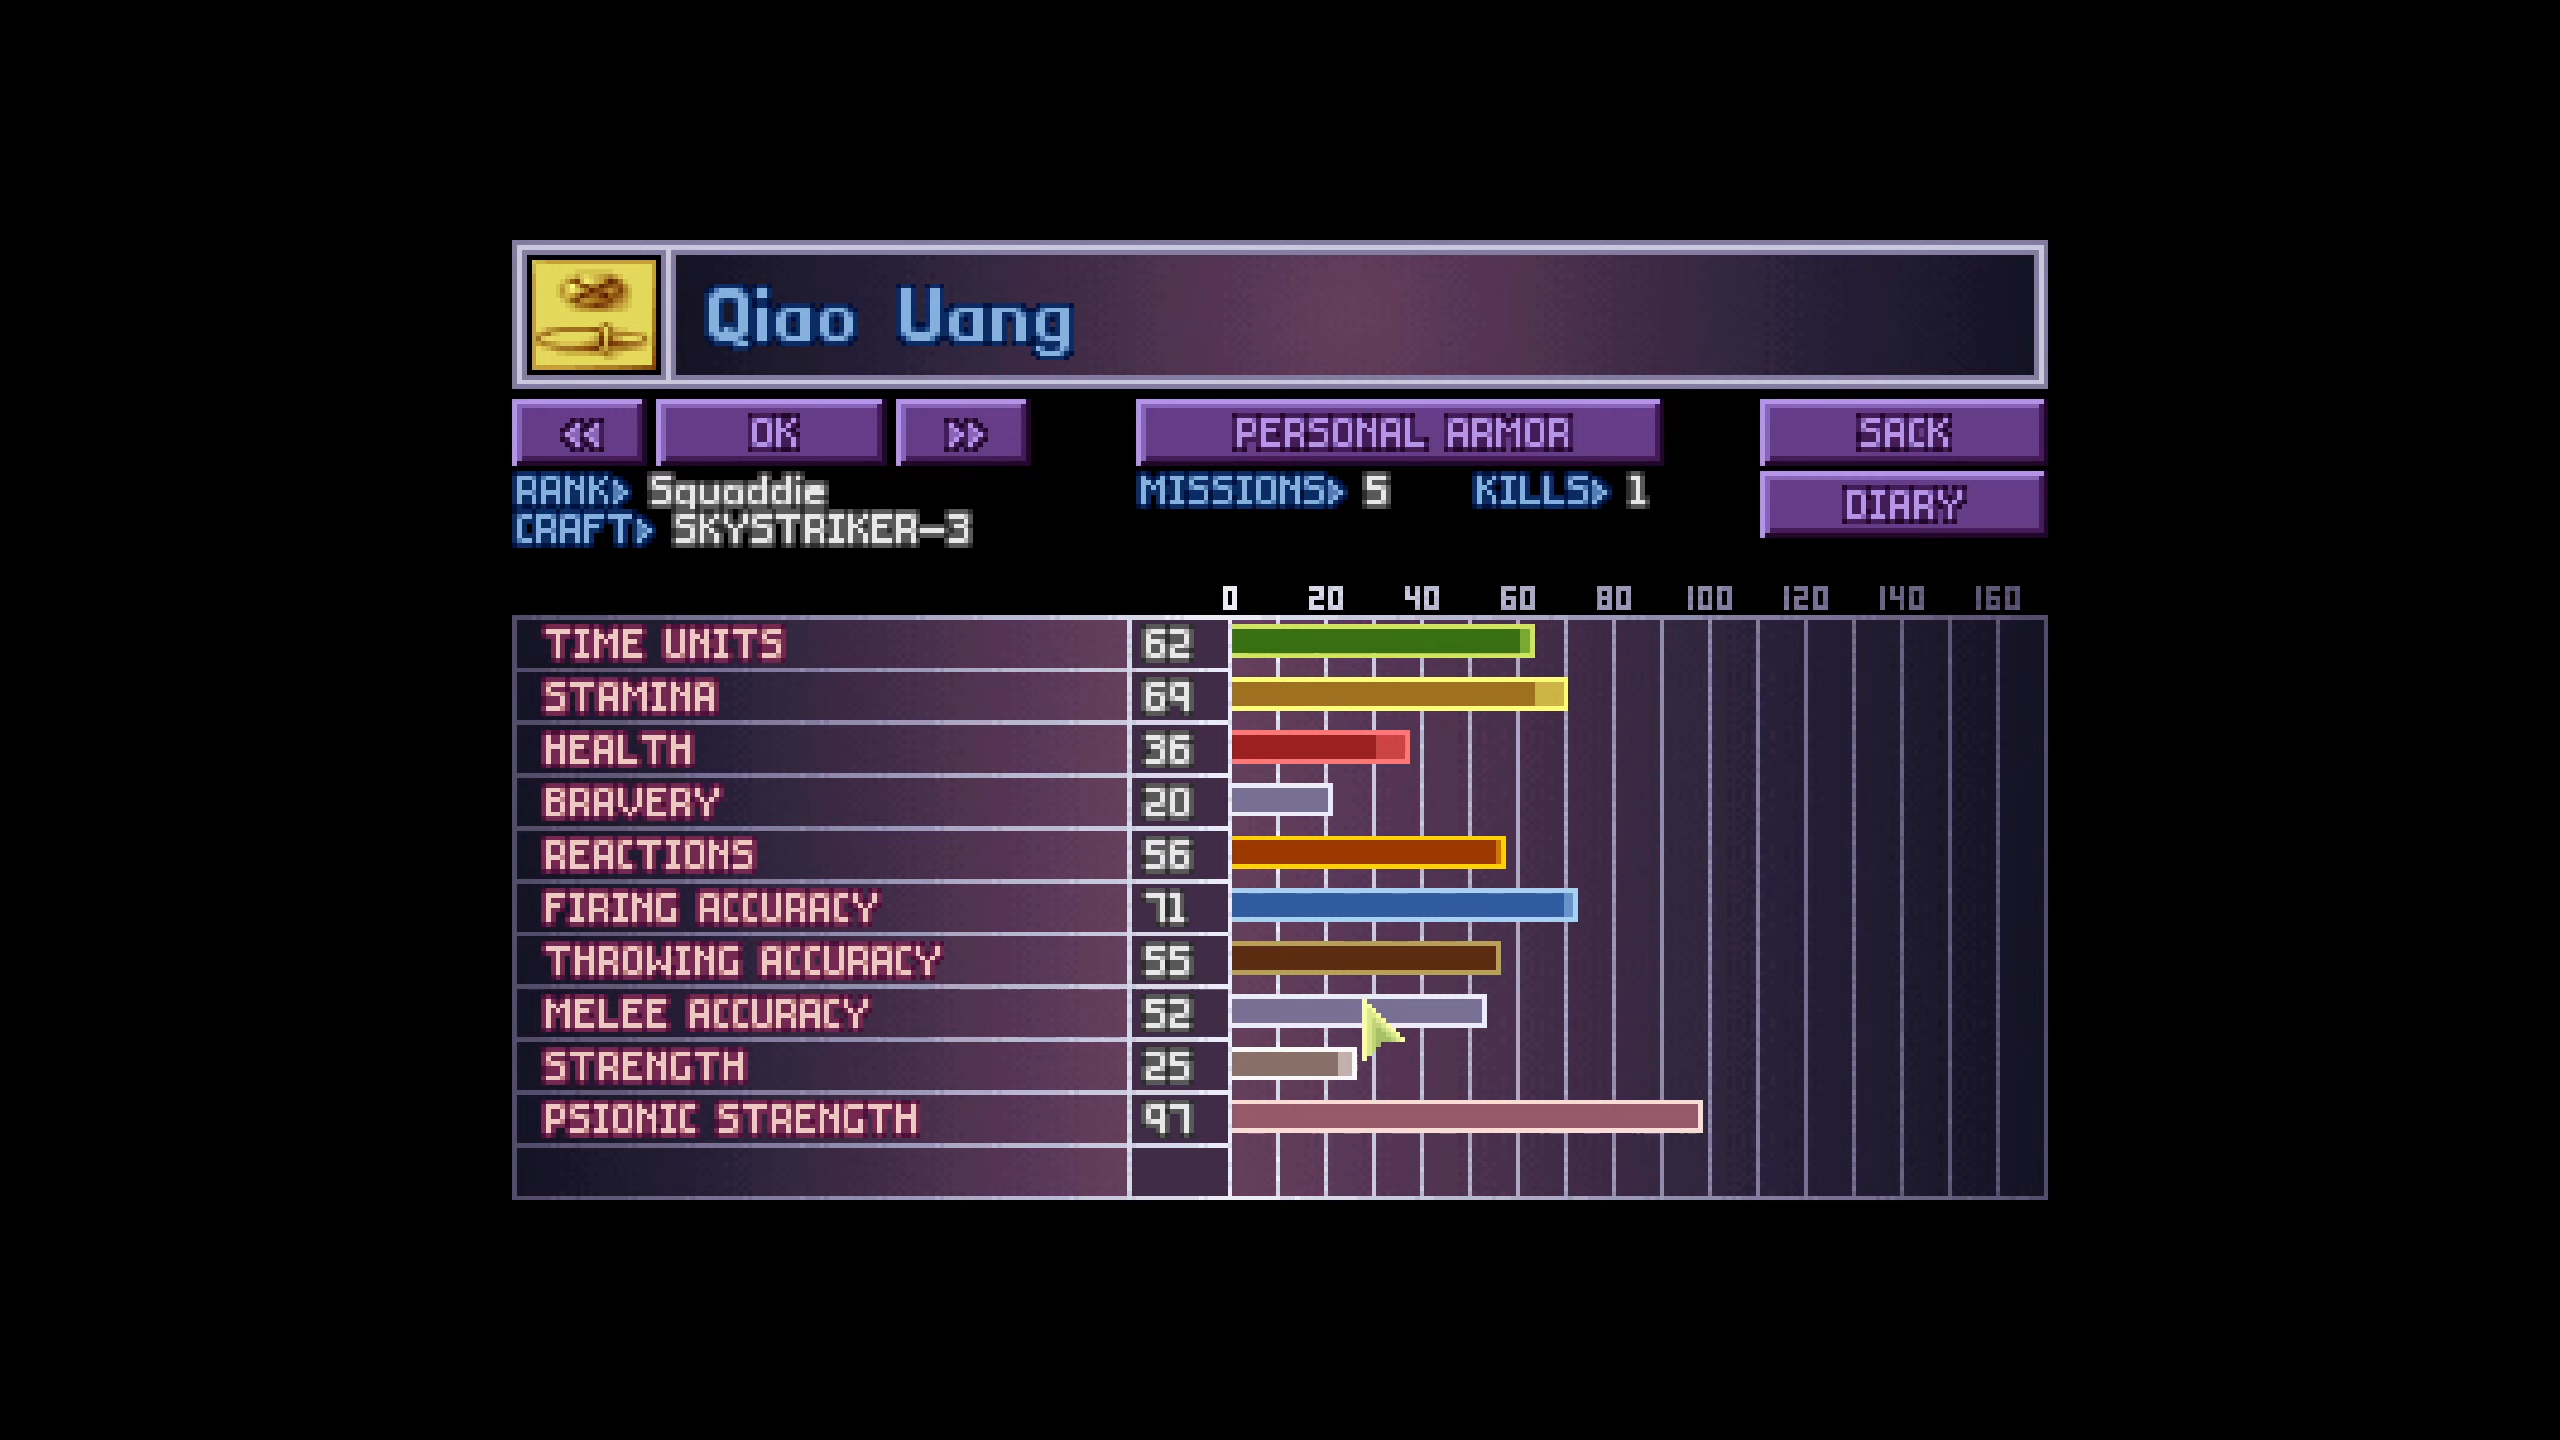 Qiao Wang
<< OK >> PERSONAL ARMOR SACK
RANK> Squaddie MISSIONS> 5 KILLS> 1 DIARY
CRAFT> SKYSTRIKER-3
0 20 40 60 80 100 120 140 160
TIME UNITS 62
STAMINA 69
HEALTH 36
BRAVERY 20
REACTIONS 56
FIRING ACCURACY 71
THROWING ACCURACY 55
MELEE ACCURACY 52
STRENGTH 25
PSIONIC STRENGTH 97